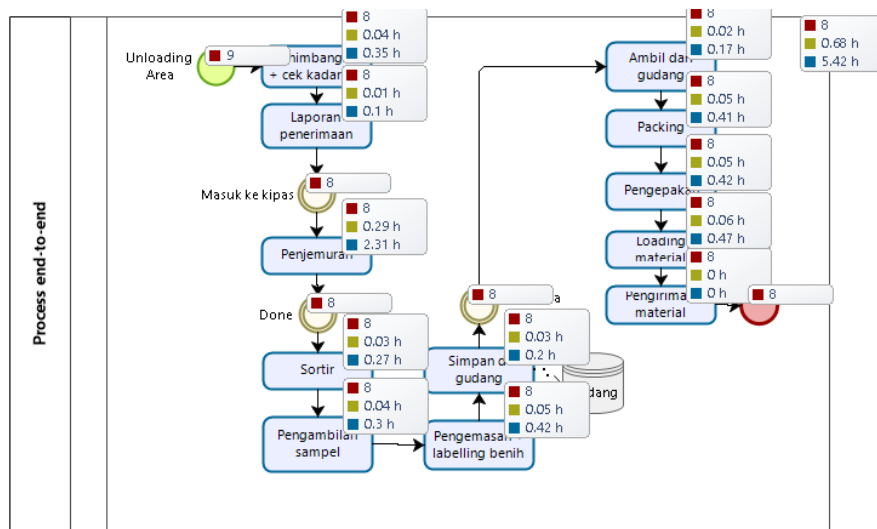 Process end-to-end
Unloading
Area
9
+ cek kadar
8
0.04 h
0.35 h
Laporan
penerimaan
8
0.01 h
0.1 h
Masuk ke kipas
8
Penjemuran
8
0.29 h
2.31 h
Done
8
Sortir
8
0.03 h
0.27 h
Pengambilan
sampel
8
0.04 h
0.3 h
Pengemasan
labelling benih
8
0.05 h
0.42 h
Simpan di
gudang
8
0.03 h
0.2 h
8
Ambil dari
gudang
8
0.02 h
0.17 h
Packing
8
0.05 h
0.41 h
Pengepakan
8
0.05 h
0.42 h
Loading
material
8
0.06 h
0.47 h
Pengiriman
material
8
0 h
0 h
8
8
0.68 h
5.42 h